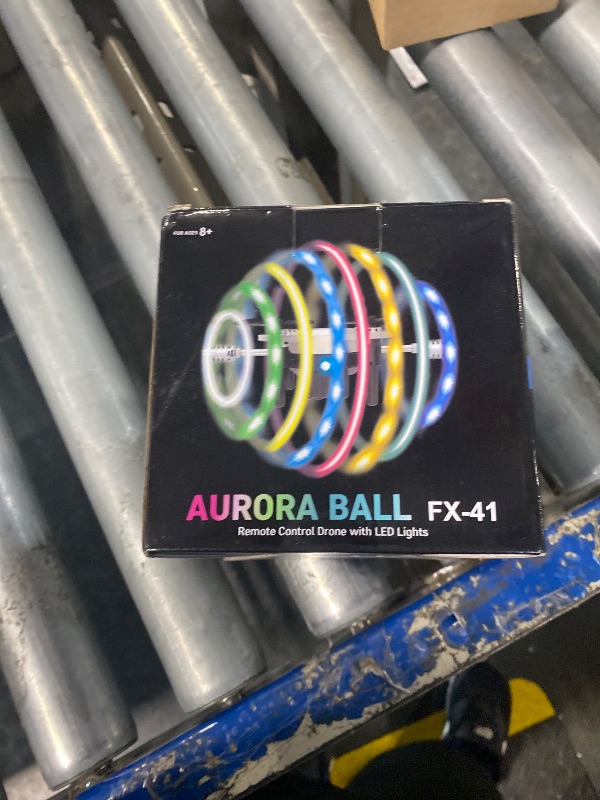 FOR AGES 8+
AURORA BALL FX-41
Remote Control Drone with LED Lights